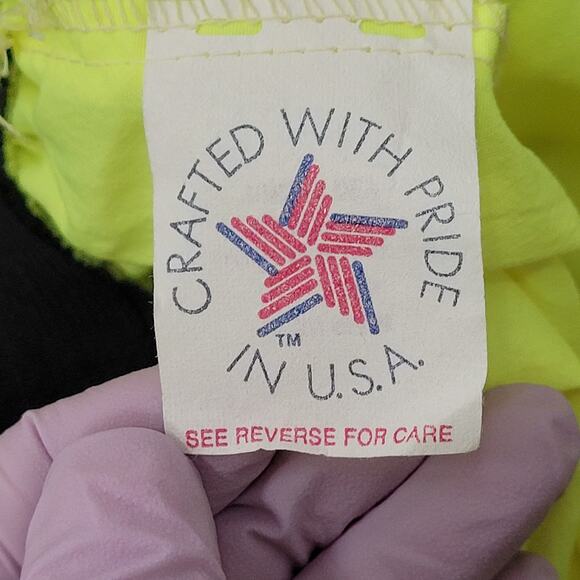 CRAFTED WITH PRIDE
TM
IN U.S.A.
SEE REVERSE FOR CARE